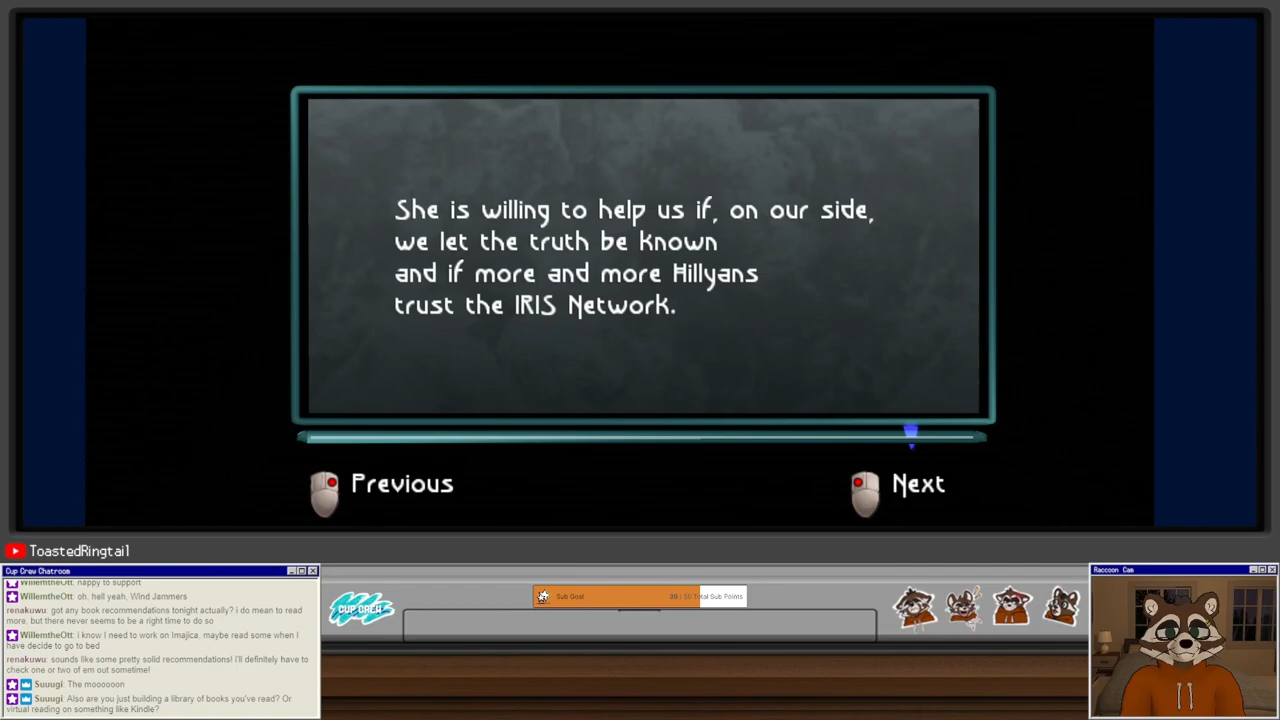 She is willing to help us if, on our side,
we let the truth be known
and if more and more Hillyans
trust the IRIS Network.
Previous
Next
ToastedRingtail
Cup Crew Chatroom
WillemtheOtt: happy to support
WillemtheOtt: oh, hell yeah, Wind Jammers
renakuwu: got any book recommendations tonight actually? i do mean to read
more, but there never seems to be a right time to do so
WillemtheOtt: i know I need to work on Imajica, maybe read some when I
have decide to go to bed
renakuwu: sounds like some pretty solid recommendations! i'll definitely have to
check one or two of em out sometime!
Suuugi: The moooooon
Suuugi: Also are you just building a library of books you've read? Or
virtual reading on something like Kindle?
CUP CREW
Sub Goal
39 | 50 Total Sub Points
Raccoon Cam